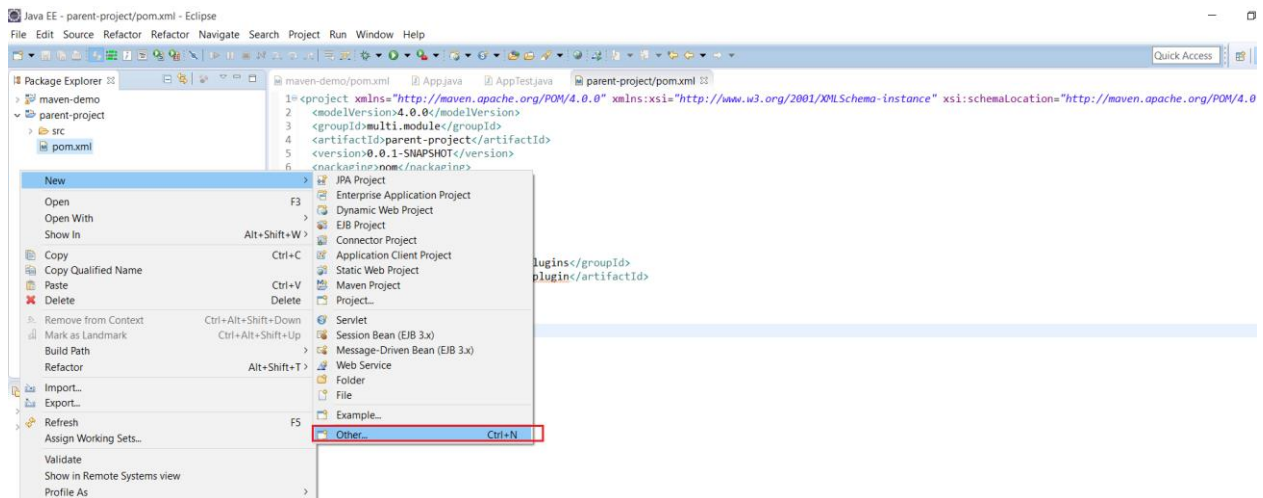 Java EE - parent-project/pom.xml - Eclipse
File Edit Source Refactor Refactor Navigate Search Project Run Window Help
Quick Access
Package Explorer
maven-demo/pom.xml App.java AppTest.java parent-project/pom.xml
maven-demo
parent-project
src
pom.xml
1 <project xmlns="http://maven.apache.org/POM/4.0.0" xmlns:xsi="http://www.w3.org/2001/XMLSchema-instance" xsi:schemaLocation="http://maven.apache.org/POM/4.0
2 <modelVersion>4.0.0</modelVersion>
3 <groupId>multi.module</groupId>
4 <artifactId>parent-project</artifactId>
5 <version>0.0.1-SNAPSHOT</version>
6 <packaging>pom</packaging>
lugins</groupId>
plugin</artifactId>
New
Open F3
Open With
Show In Alt+Shift+W
Copy Ctrl+C
Copy Qualified Name
Paste Ctrl+V
Delete Delete
Remove from Context Ctrl+Alt+Shift+Down
Mark as Landmark Ctrl+Alt+Shift+Up
Build Path
Refactor Alt+Shift+T
Import...
Export...
Refresh F5
Assign Working Sets...
Validate
Show in Remote Systems view
Profile As
JPA Project
Enterprise Application Project
Dynamic Web Project
EJB Project
Connector Project
Application Client Project
Static Web Project
Maven Project
Project...
Servlet
Session Bean (EJB 3.x)
Message-Driven Bean (EJB 3.x)
Web Service
Folder
File
Example...
Other... Ctrl+N